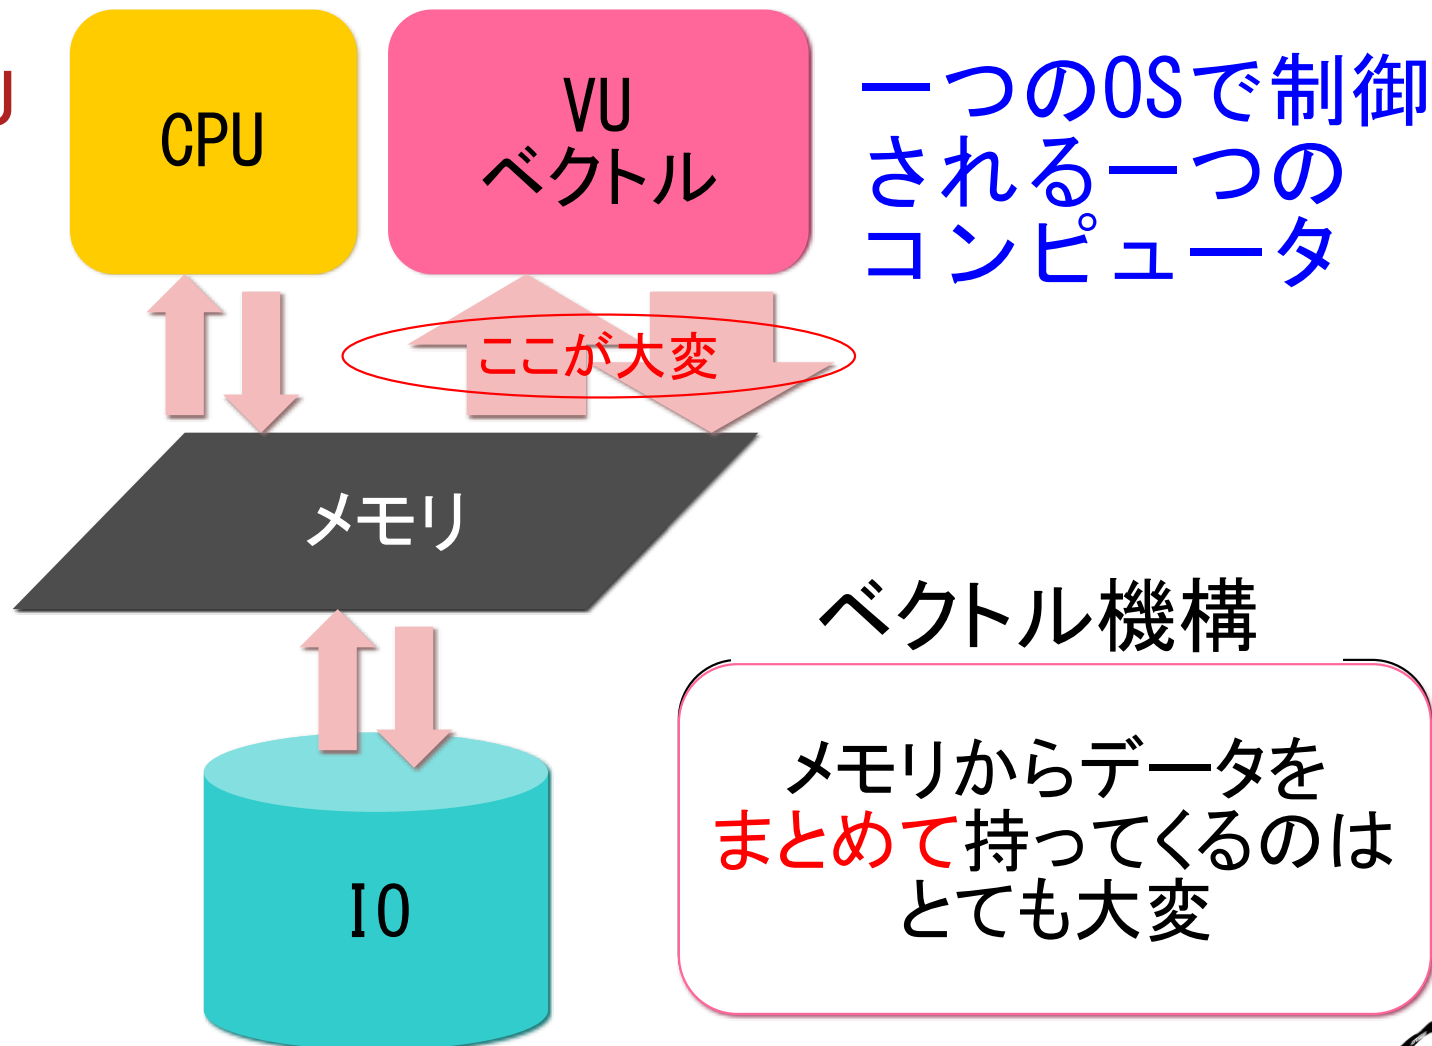 CPU
VU
ベクトル
一つのOSで制御
される一つの
コンピュータ
ここが大変
メモリ
ベクトル機構
メモリからデータを
まとめて持ってくるのは
とても大変
IO